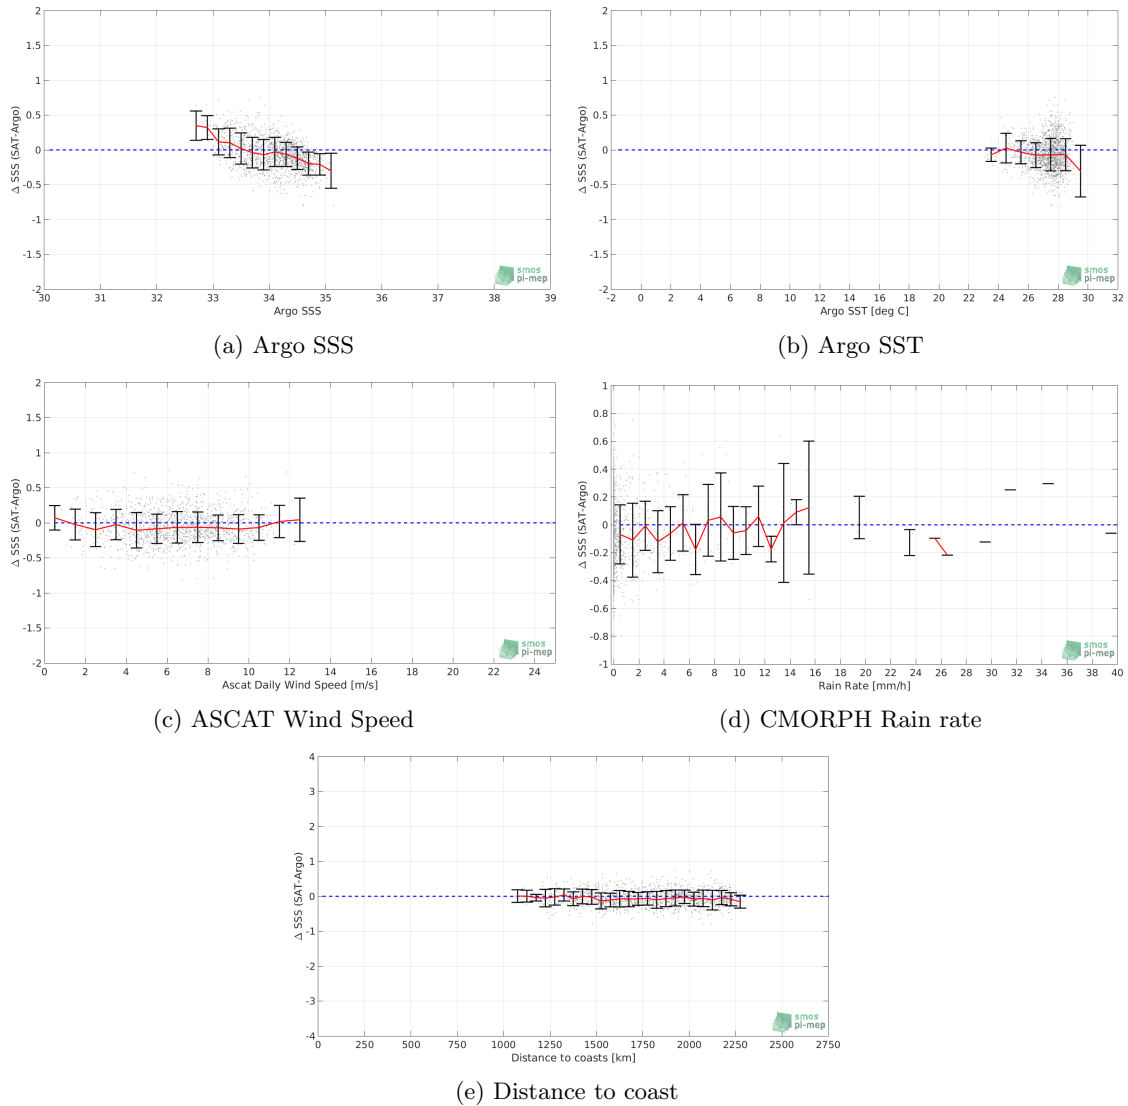 2
1.5
1
0.5
0
-0.5
-1
-1.5
-2
Δ SSS (SAT-Argo)
30 31 32 33 34 35 36 37 38 39
Argo SSS
smos
pi-mep
(a) Argo SSS
2
1.5
1
0.5
0
-0.5
-1
-1.5
-2
Δ SSS (SAT-Argo)
-2 0 2 4 6 8 10 12 14 16 18 20 22 24 26 28 30 32
Argo SST [deg C]
smos
pi-mep
(b) Argo SST
2
1.5
1
0.5
0
-0.5
-1
-1.5
-2
Δ SSS (SAT-Argo)
0 2 4 6 8 10 12 14 16 18 20 22 24
Ascat Daily Wind Speed [m/s]
smos
pi-mep
(c) ASCAT Wind Speed
1
0.8
0.6
0.4
0.2
0
-0.2
-0.4
-0.6
-0.8
-1
Δ SSS (SAT-Argo)
0 2 4 6 8 10 12 14 16 18 20 22 24 26 28 30 32 34 36 38 40
Rain Rate [mm/h]
smos
pi-mep
(d) CMORPH Rain rate
4
3
2
1
0
-1
-2
-3
-4
Δ SSS (SAT-Argo)
0 250 500 750 1000 1250 1500 1750 2000 2250 2500 2750
Distance to coasts [km]
smos
pi-mep
(e) Distance to coast